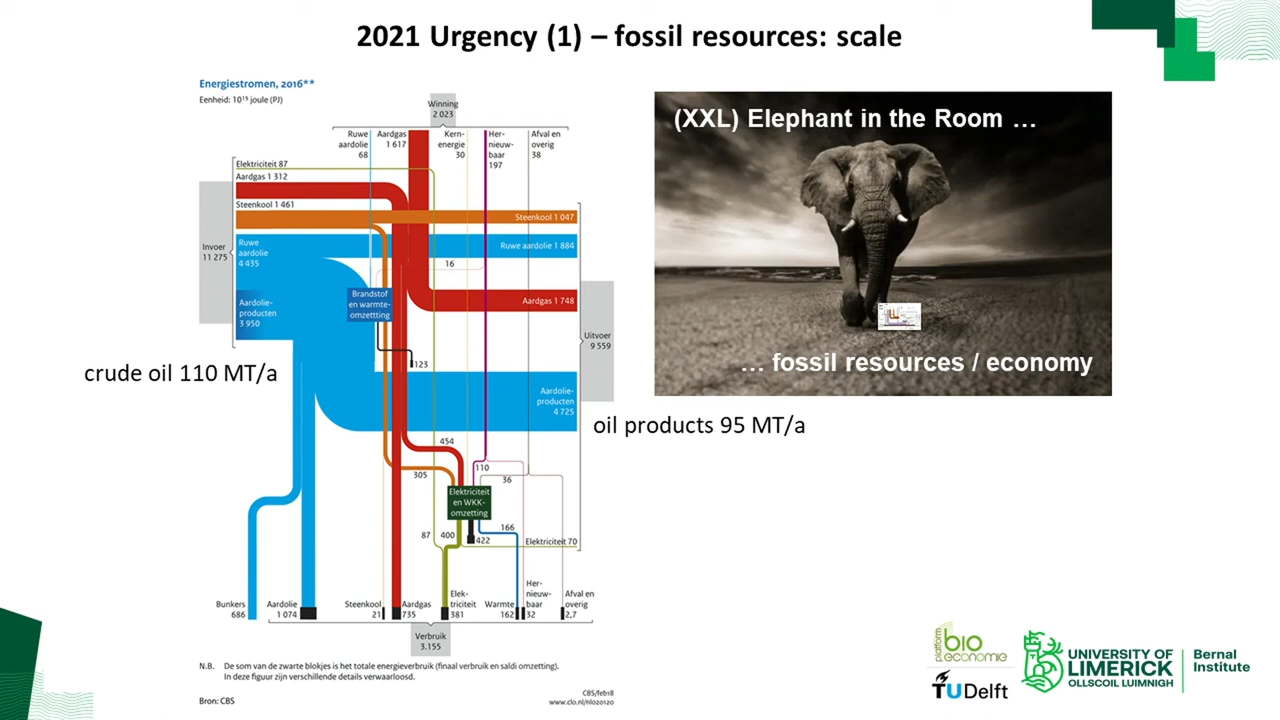 2021 Urgency (1) – fossil resources: scale
Energiestromen, 2016**
Eenheid: 10¹⁵ joule (PJ)
Winning
2 023
Ruwe
aardolie
68
Aardgas
1 617
Kern-
energie
30
Her-
nieuw-
baar
197
Afval en
overig
38
Elektriciteit 87
Aardgas 1 312
Steenkool 1 461
Invoer
11 275
Ruwe
aardolie
4 435
Aardolie-
producten
3 950
Steenkool 1 047
Ruwe aardolie 1 884
16
Brandstof
en warmte-
omzettting
Aardgas 1 748
Uitvoer
9 559
123
Aardolie-
producten
4 725
crude oil 110 MT/a
oil products 95 MT/a
454
305
110
36
Elektriciteit
en WKK-
omzetting
166
87
400
422
Elektriciteit 70
Bunkers
686
Aardolie
1 074
Steenkool
21
Aardgas
735
Elek-
triciteit
381
Warmte
162
Her-
nieuw-
baar
32
Afval en
overig
2,7
Verbruik
3.155
N.B. De som van de zwarte blokjes is het totale energieverbruik (finaal verbruik en saldi omzetting).
In deze figuur zijn verschillende details verwaarloosd.
Bron: CBS
CBS/feb18
www.clo.nl/nl020120
(XXL) Elephant in the Room …
… fossil resources / economy
platform
bio
economie
TUDelft
UNIVERSITY OF
LIMERICK
OLLSCOIL LUIMNIGH
Bernal
Institute